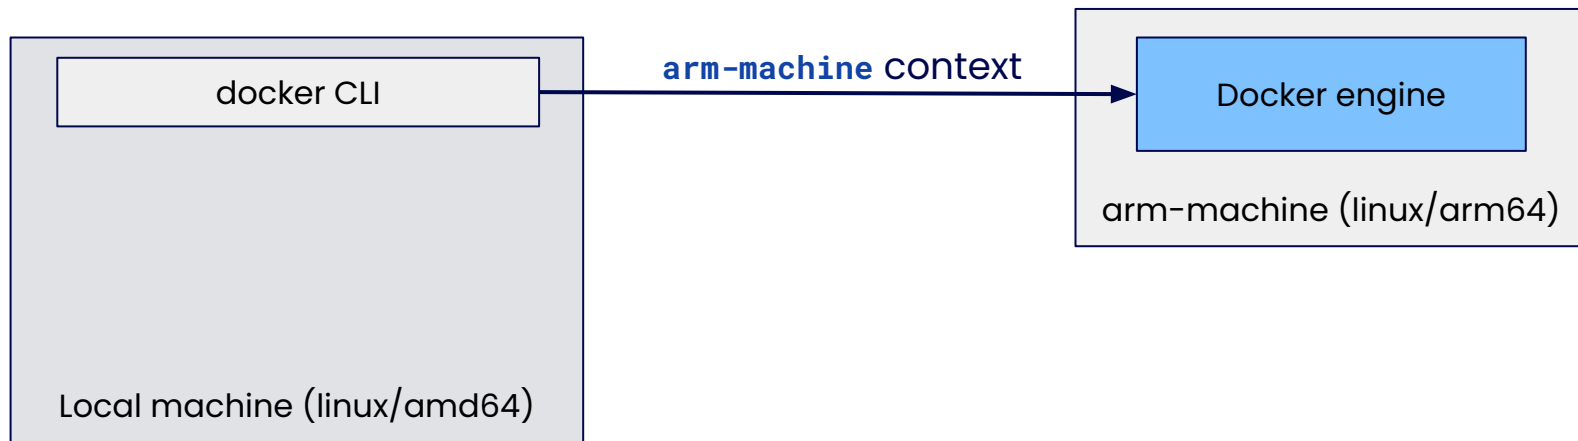 docker CLI
arm-machine context
Docker engine
arm-machine (linux/arm64)
Local machine (linux/amd64)